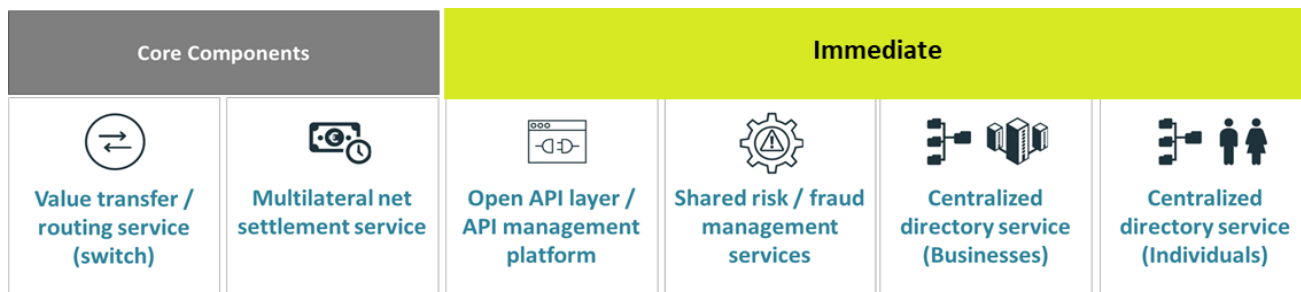 Core Components
Immediate
Value transfer /
routing service
(switch)
Multilateral net
settlement service
Open API layer /
API management
platform
Shared risk / fraud
management
services
Centralized
directory service
(Businesses)
Centralized
directory service
(Individuals)